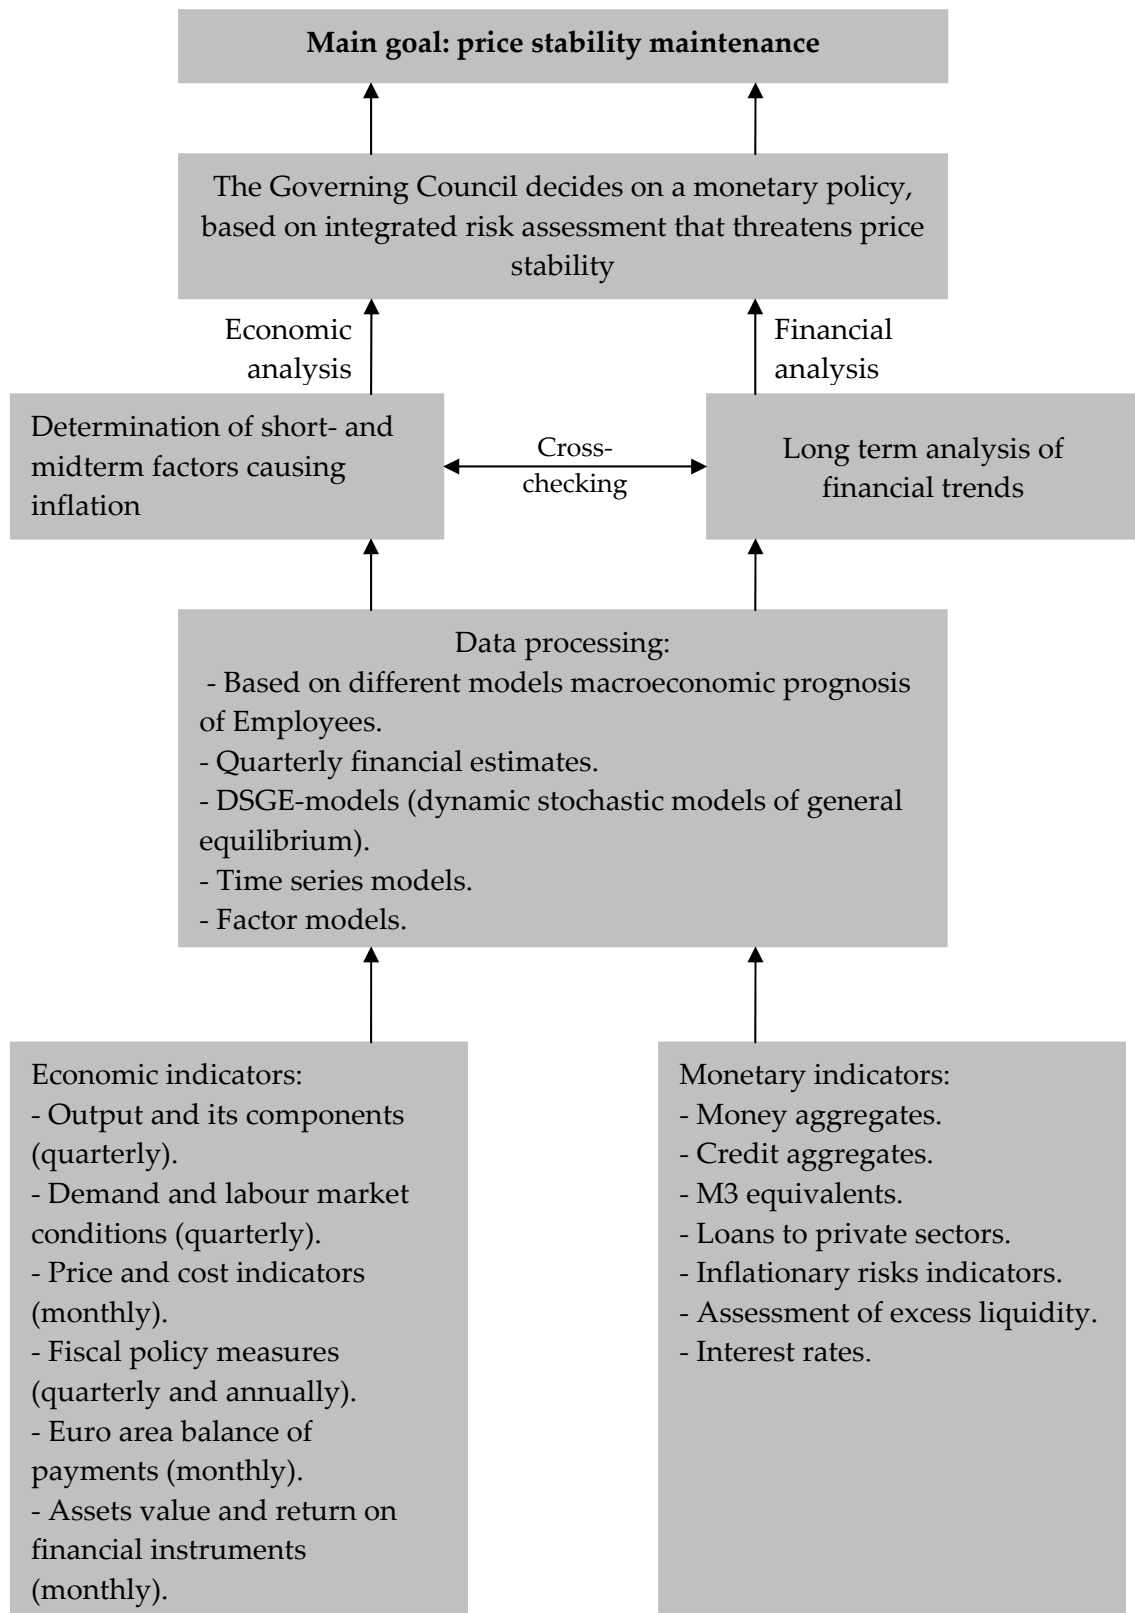 Main goal: price stability maintenance
The Governing Council decides on a monetary policy,
based on integrated risk assessment that threatens price
stability
Economic
analysis
Financial
analysis
Determination of short- and
midterm factors causing
inflation
Cross-
checking
Long term analysis of
financial trends
Data processing:
- Based on different models macroeconomic prognosis
of Employees.
- Quarterly financial estimates.
- DSGE-models (dynamic stochastic models of general
equilibrium).
- Time series models.
- Factor models.
Economic indicators:
- Output and its components
(quarterly).
- Demand and labour market
conditions (quarterly).
- Price and cost indicators
(monthly).
- Fiscal policy measures
(quarterly and annually).
- Euro area balance of
payments (monthly).
- Assets value and return on
financial instruments
(monthly).
Monetary indicators:
- Money aggregates.
- Credit aggregates.
- M3 equivalents.
- Loans to private sectors.
- Inflationary risks indicators.
- Assessment of excess liquidity.
- Interest rates.